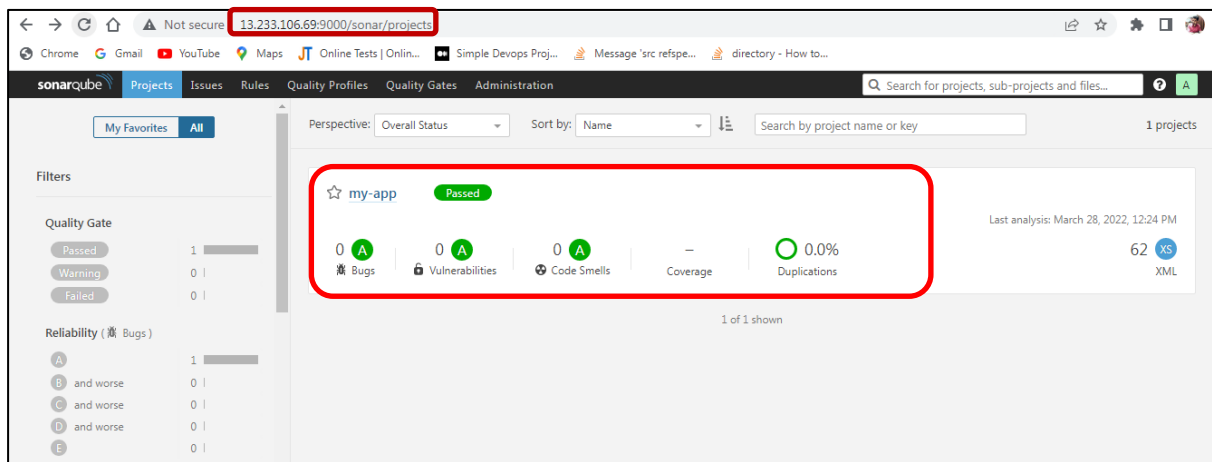 Not secure 13.233.106.69:9000/sonar/projects
Chrome Gmail YouTube Maps Online Tests | Onlin... Simple Devops Proj... Message 'src refspe... directory - How to...
sonarqube Projects Issues Rules Quality Profiles Quality Gates Administration Search for projects, sub-projects and files... A
My Favorites All
Perspective: Overall Status Sort by: Name Search by project name or key 1 projects
Filters
my-app Passed
Last analysis: March 28, 2022, 12:24 PM
Quality Gate
Passed 1
Warning 0
Failed 0
0 A 0 A 0 A – 0.0% 62 XS
Bugs Vulnerabilities Code Smells Coverage Duplications XML
1 of 1 shown
Reliability ( Bugs )
A 1
B and worse 0
C and worse 0
D and worse 0
E 0